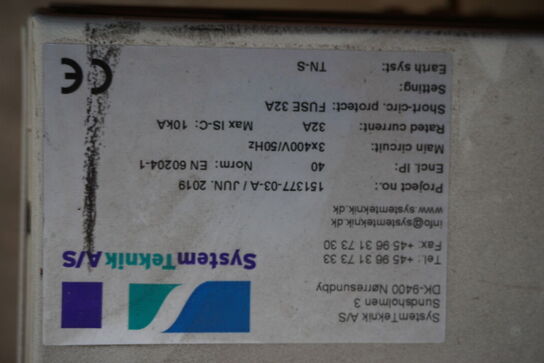 SystemTeknik A/S
Sundsholmen 3
DK-9400 Nørresundby
Tel.: +45 96 31 73 33
Fax: +45 96 31 73 30
SystemTeknik A/S
info@systemteknik.dk
www.systemteknik.dk
Project no.: 151377-03-A / JUN. 2019
Encl. IP: 40 Norm: EN 60204-1
Main circuit: 3x400V/50Hz
Rated current: 32A Max IS-C: 10kA
Short-circ. protect. FUSE 32A
Setting:
Earth syst: TN-S
CE